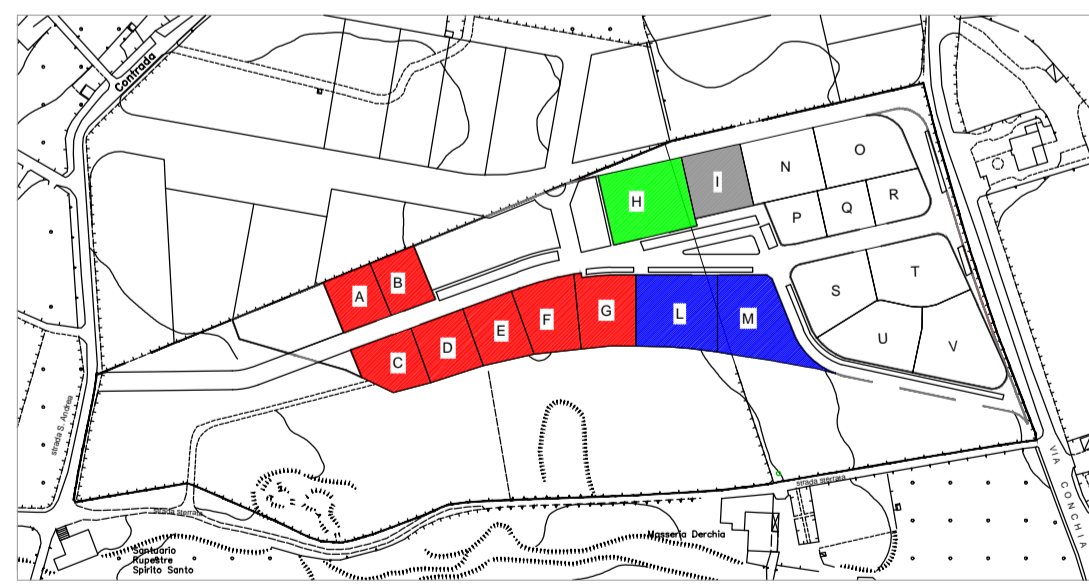 Contrada
O
N
I
H
R
Q
P
B
A
T
S
G
F
E
D
C
L
M
U
V
strada S. Andrea
VIA CONCHIA
strada sterrata
strada sterrata
Masseria Derchia
Santuario
Rupestre
Spirito Santo